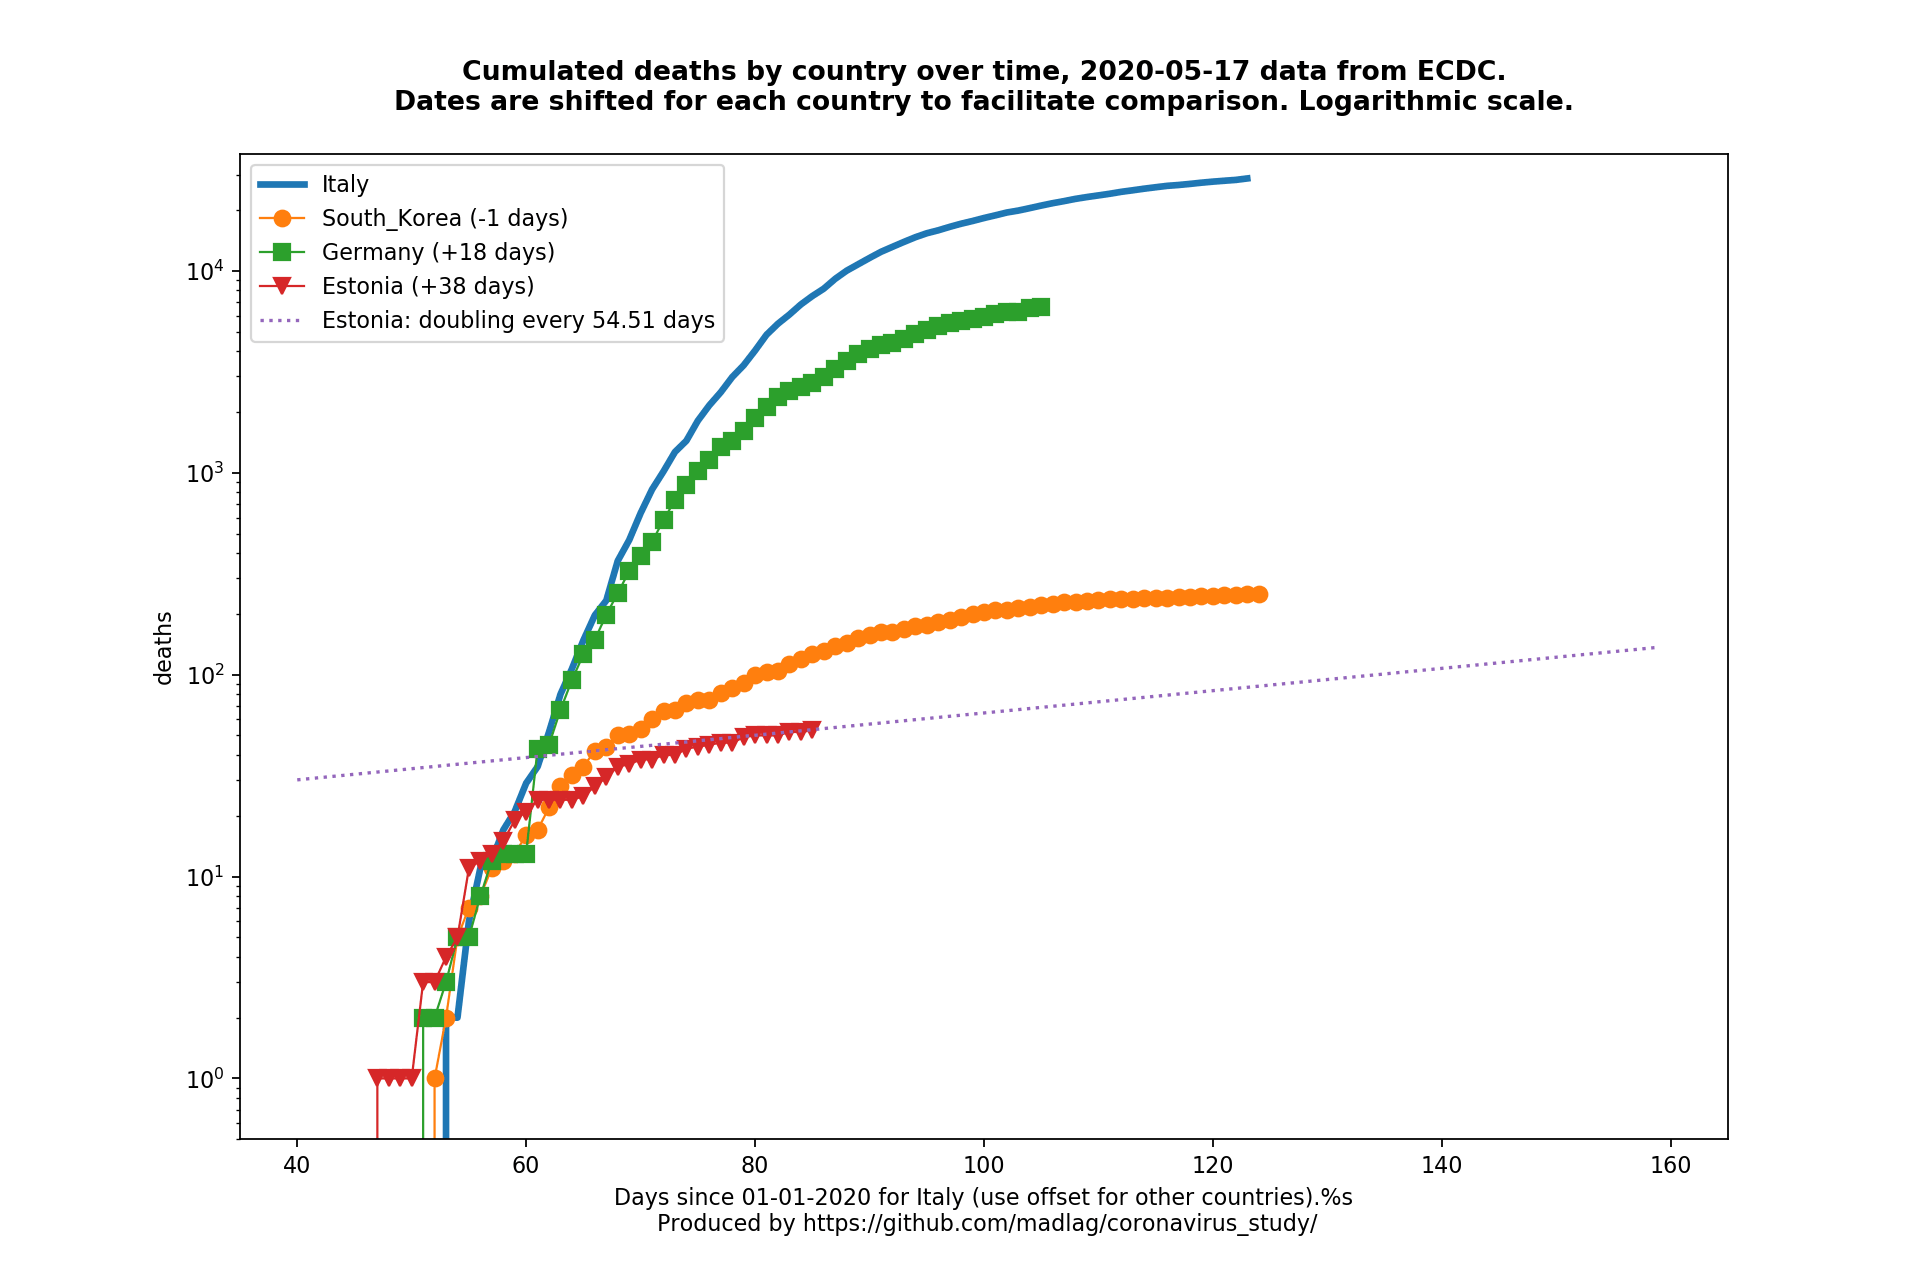 Cumulated deaths by country over time, 2020-05-17 data from ECDC.
Dates are shifted for each country to facilitate comparison. Logarithmic scale.
Italy
South_Korea (-1 days)
Germany (+18 days)
Estonia (+38 days)
Estonia: doubling every 54.51 days
deaths
10⁴
10³
10²
10¹
10⁰
40 60 80 100 120 140 160
Days since 01-01-2020 for Italy (use offset for other countries).%s
Produced by https://github.com/madlag/coronavirus_study/